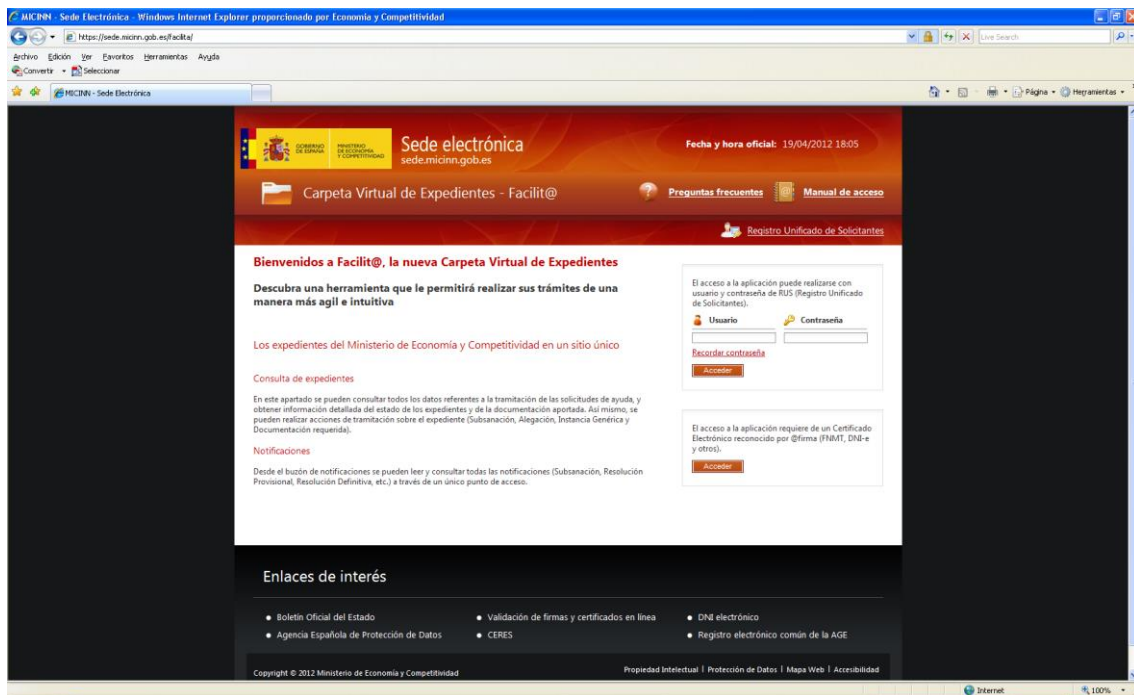 MICINN - Sede Electrónica - Windows Internet Explorer proporcionado por Economia y Competitividad
https://sede.micinn.gob.es/facilita/
Live Search
Archivo Edición Ver Favoritos Herramientas Ayuda
Convertir Seleccionar
MICINN - Sede Electrónica
Página Herramientas
GOBIERNO DE ESPAÑA
MINISTERIO DE ECONOMÍA Y COMPETITIVIDAD
Sede electrónica
sede.micinn.gob.es
Fecha y hora oficial: 19/04/2012 18:05
Carpeta Virtual de Expedientes - Facilit@
Preguntas frecuentes
Manual de acceso
Registro Unificado de Solicitantes
Bienvenidos a Facilit@, la nueva Carpeta Virtual de Expedientes
Descubra una herramienta que le permitirá realizar sus trámites de una
manera más agil e intuitiva
Los expedientes del Ministerio de Economía y Competitividad en un sitio único
Consulta de expedientes
En este apartado se pueden consultar todos los datos referentes a la tramitación de las solicitudes de ayuda, y
obtener información detallada del estado de los expedientes y de la documentación aportada. Así mismo, se
pueden realizar acciones de tramitación sobre el expediente (Subsanación, Alegación, Instancia Genérica y
Documentación requerida).
Notificaciones
Desde el buzón de notificaciones se pueden leer y consultar todas las notificaciones (Subsanación, Resolución
Provisional, Resolución Definitiva, etc.) a través de un único punto de acceso.
El acceso a la aplicación puede realizarse con
usuario y contraseña de RUS (Registro Unificado
de Solicitantes).
Usuario Contraseña
Recordar contraseña
Acceder
El acceso a la aplicación requiere de un Certificado
Electrónico reconocido por @firma (FNMT, DNI-e
y otros).
Acceder
Enlaces de interés
Boletín Oficial del Estado
Validación de firmas y certificados en línea
DNI electrónico
Agencia Española de Protección de Datos
CERES
Registro electrónico común de la AGE
Copyright © 2012 Ministerio de Economía y Competitividad
Propiedad Intelectual | Protección de Datos | Mapa Web | Accesibilidad
Internet
100%